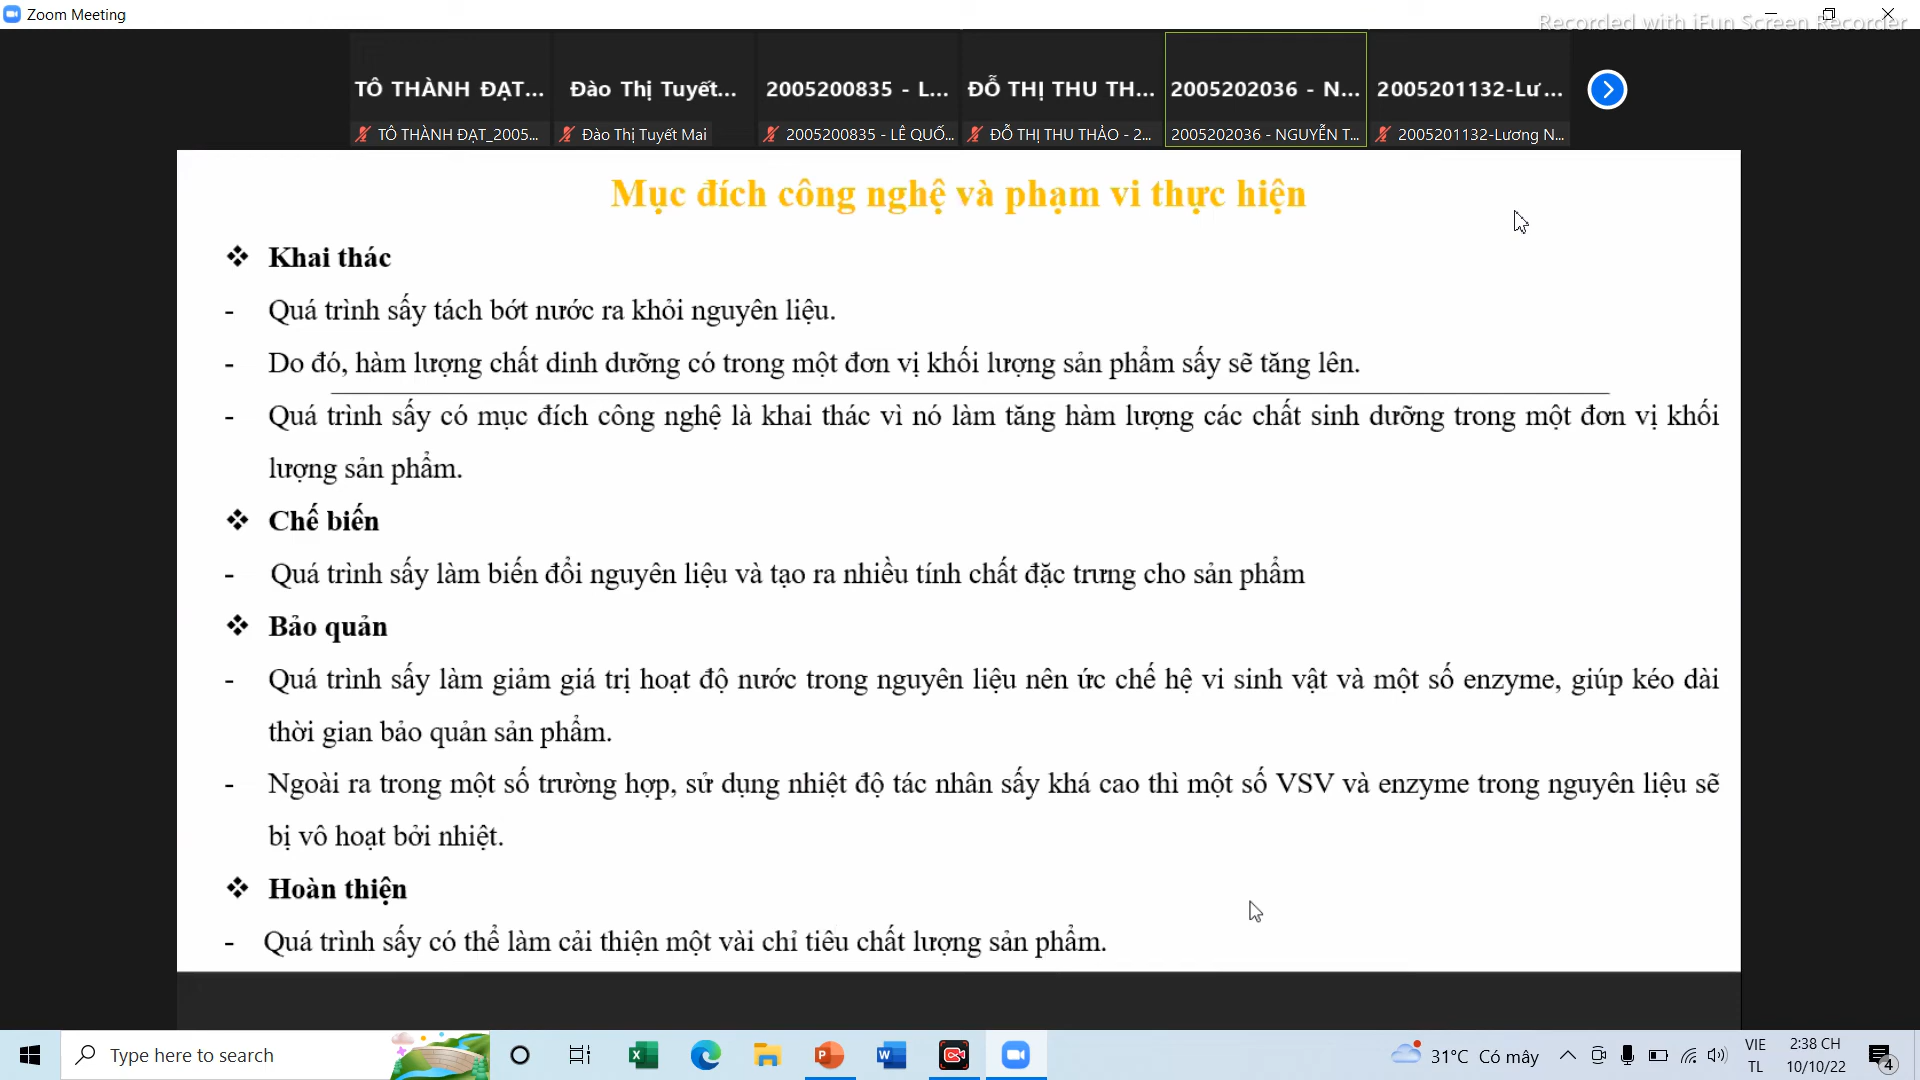 Zoom Meeting
Recorded with iFun Screen Recorder
TÔ THÀNH ĐẠT... Đào Thị Tuyết... 2005200835 - L... ĐỖ THỊ THU TH... 2005202036 - N... 2005201132-Lư...
TÔ THÀNH ĐẠT_2005... Đào Thị Tuyết Mai 2005200835 - LÊ QUỐ... ĐỖ THỊ THU THẢO - 2... 2005202036 - NGUYỄN T... 2005201132-Lương N...
Mục đích công nghệ và phạm vi thực hiện
❖ Khai thác
- Quá trình sấy tách bớt nước ra khỏi nguyên liệu.
- Do đó, hàm lượng chất dinh dưỡng có trong một đơn vị khối lượng sản phẩm sấy sẽ tăng lên.
- Quá trình sấy có mục đích công nghệ là khai thác vì nó làm tăng hàm lượng các chất sinh dưỡng trong một đơn vị khối
lượng sản phẩm.
❖ Chế biến
- Quá trình sấy làm biến đổi nguyên liệu và tạo ra nhiều tính chất đặc trưng cho sản phẩm
❖ Bảo quản
- Quá trình sấy làm giảm giá trị hoạt độ nước trong nguyên liệu nên ức chế hệ vi sinh vật và một số enzyme, giúp kéo dài
thời gian bảo quản sản phẩm.
- Ngoài ra trong một số trường hợp, sử dụng nhiệt độ tác nhân sấy khá cao thì một số VSV và enzyme trong nguyên liệu sẽ
bị vô hoạt bởi nhiệt.
❖ Hoàn thiện
- Quá trình sấy có thể làm cải thiện một vài chỉ tiêu chất lượng sản phẩm.
Type here to search
31°C Có mây
VIE
TL
2:38 CH
10/10/22
4